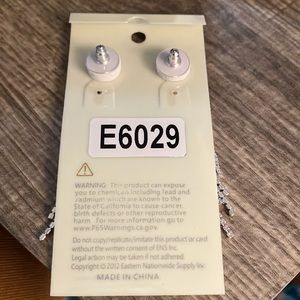 E6029
WARNING: This product can expose
you to chemicals including lead and
cadmium which are known to the
State of California to cause cancer,
birth defects or other reproductive
harm. For more information go to
www.P65Warnings.ca.gov.
Do not copy/replicate/imitate this product or card
without the written consent of ENS Inc.
Legal action may be taken if not abided.
Copyright © 2012 Eastern Nationwide Supply Inc.
MADE IN CHINA